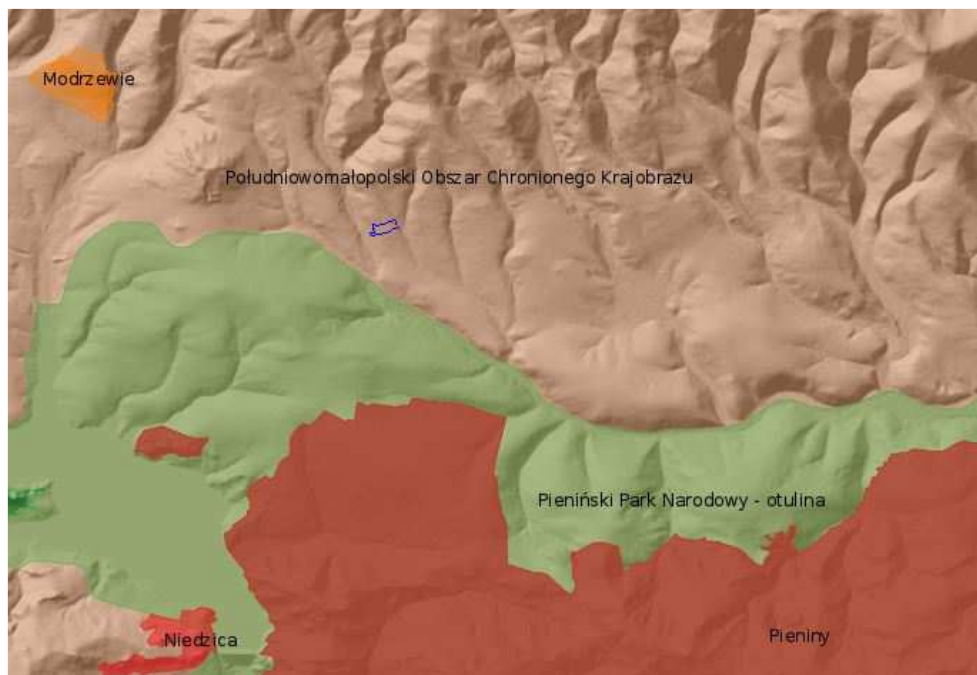 Modrzewie
Południowomałopolski Obszar Chronionego Krajobrazu
Pieniński Park Narodowy - otulina
Niedzica
Pieniny